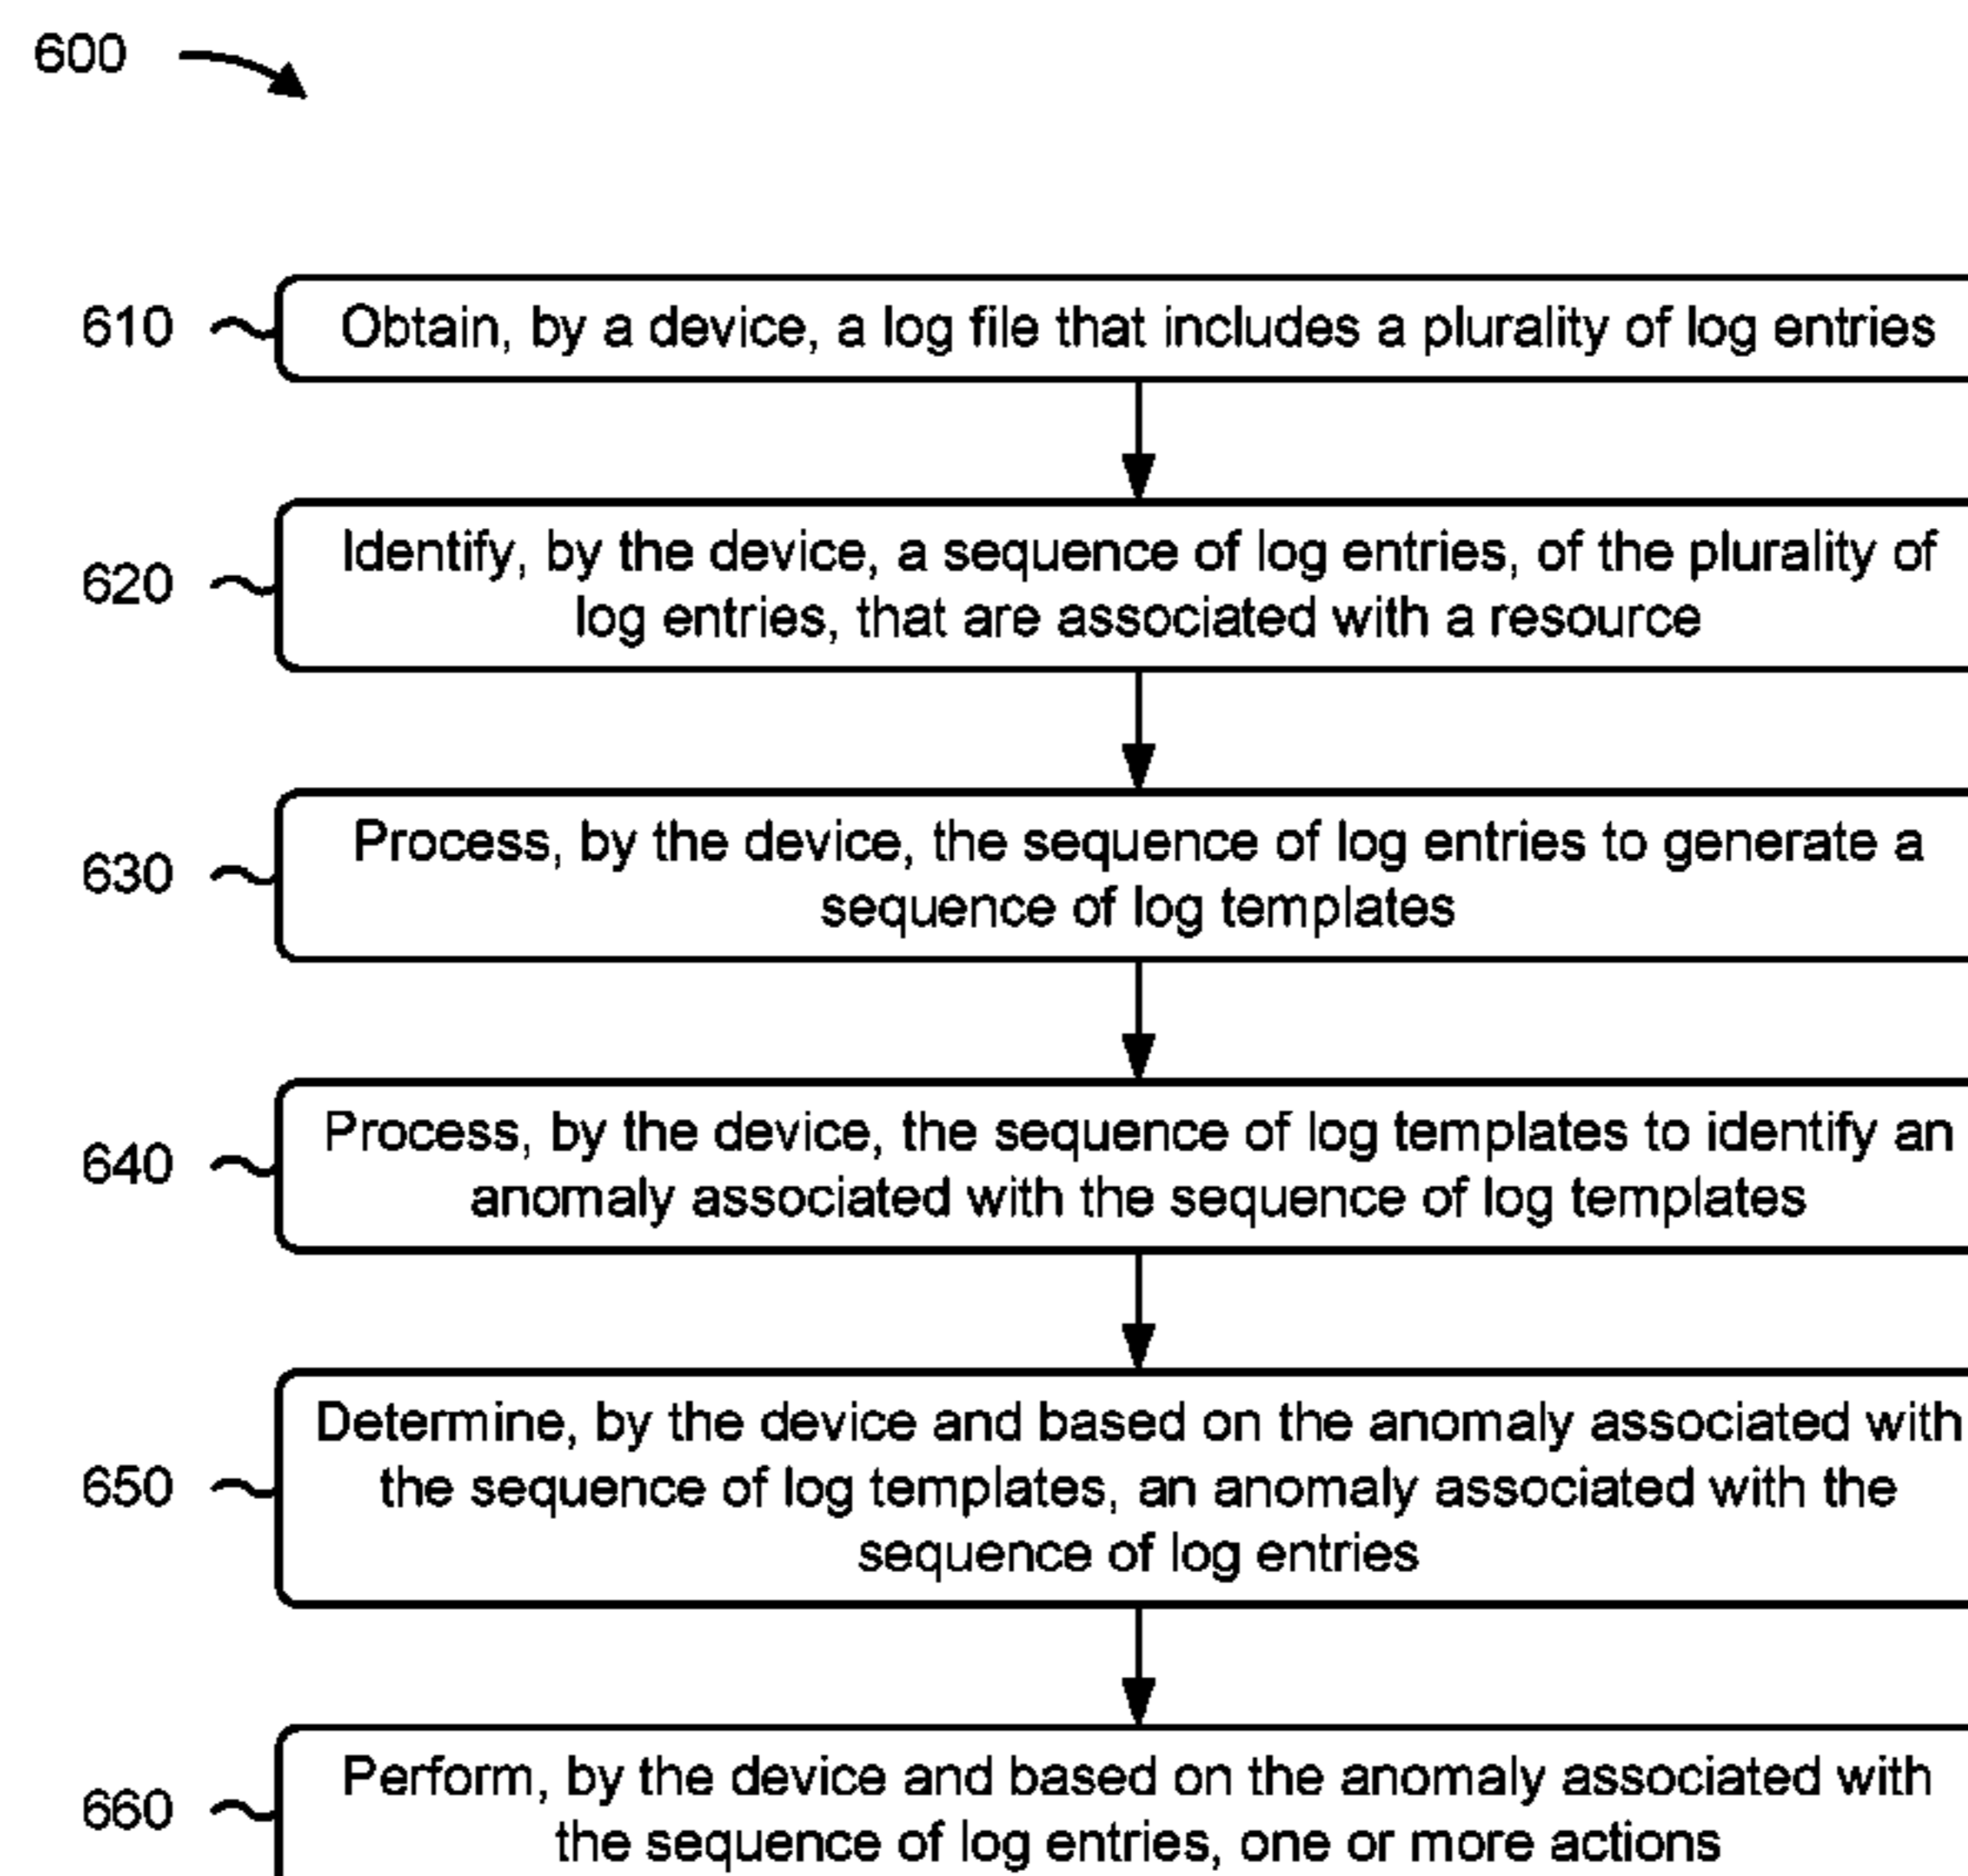 600
610
Obtain, by a device, a log file that includes a plurality of log entries
620
Identify, by the device, a sequence of log entries, of the plurality of
log entries, that are associated with a resource
630
Process, by the device, the sequence of log entries to generate a
sequence of log templates
640
Process, by the device, the sequence of log templates to identify an
anomaly associated with the sequence of log templates
650
Determine, by the device and based on the anomaly associated with
the sequence of log templates, an anomaly associated with the
sequence of log entries
660
Perform, by the device and based on the anomaly associated with
the sequence of log entries, one or more actions